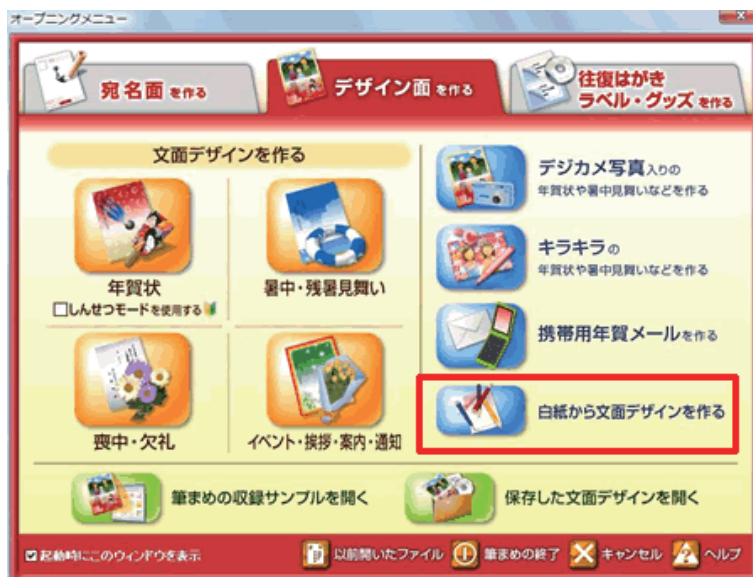 オープニングメニュー
宛名面 を作る
デザイン面 を作る
往復はがき
ラベル・グッズ を作る
文面デザインを作る
年賀状
しんせつモードを使用する
暑中・残暑見舞い
喪中・欠礼
イベント・挨拶・案内・通知
デジカメ写真入りの
年賀状や暑中見舞いなどを作る
キラキラの
年賀状や暑中見舞いなどを作る
携帯用年賀メールを作る
白紙から文面デザインを作る
筆まめの収録サンプルを開く
保存した文面デザインを開く
起動時にこのウィンドウを表示
以前開いたファイル
筆まめの終了
キャンセル
ヘルプ